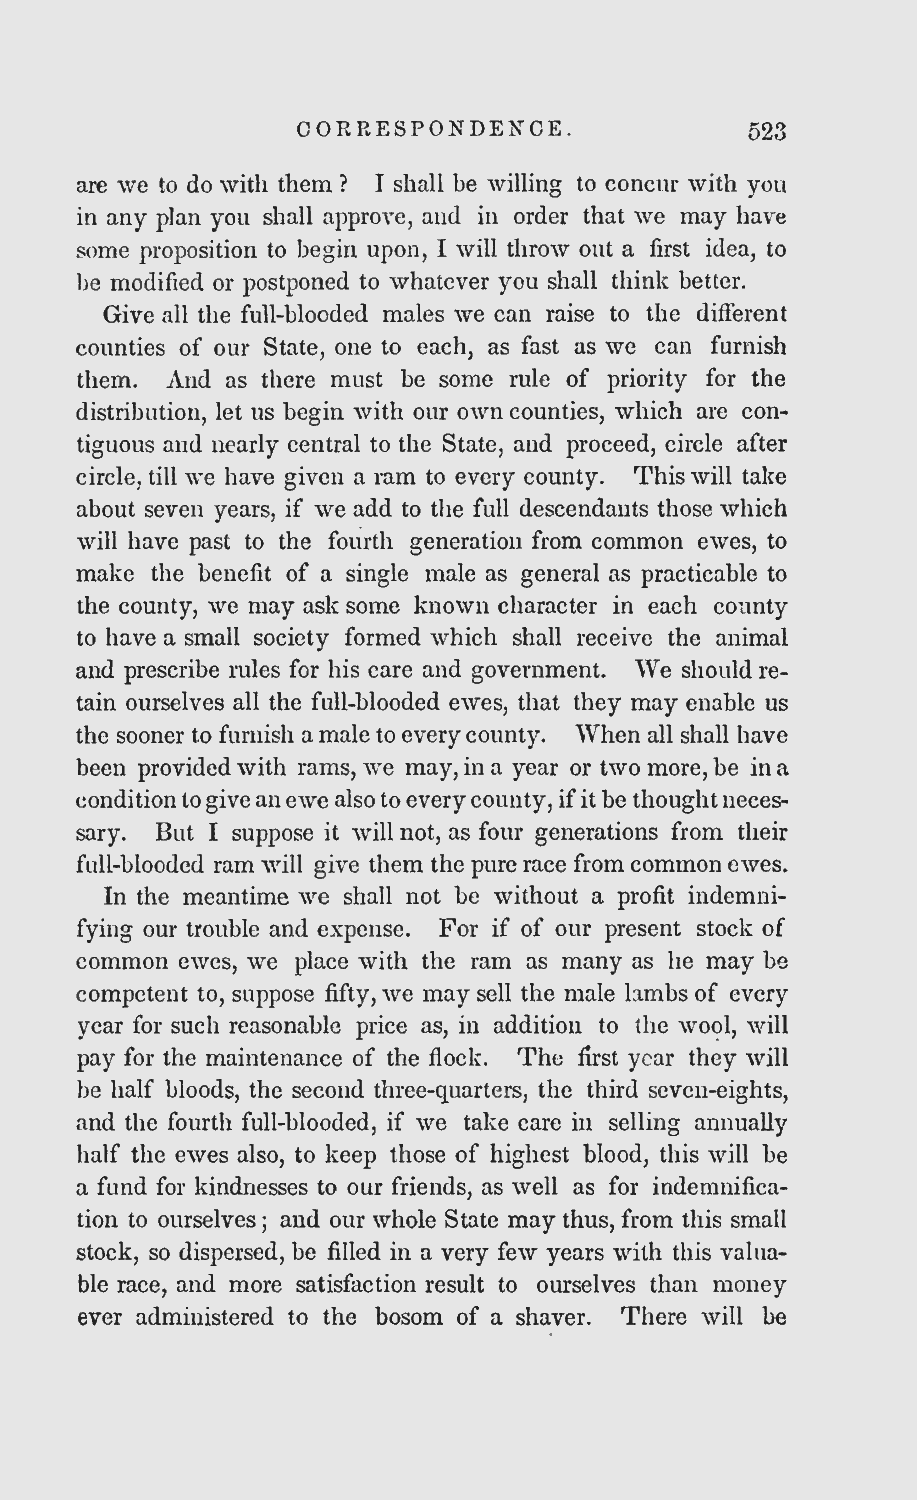 CORRESPONDENCE. 523
are we to do with them? I shall be willing to concur with you
in any plan you shall approve, and in order that we may have
some proposition to begin upon, I will throw out a first idea, to
be modified or postponed to whatever you shall think better.
Give all the full-blooded males we can raise to the different
counties of our State, one to each, as fast as we can furnish
them. And as there must be some rule of priority for the
distribution, let us begin with our own counties, which are con-
tiguous and nearly central to the State, and proceed, circle after
circle, till we have given a ram to every county. This will take
about seven years, if we add to the full descendants those which
will have past to the fourth generation from common ewes, to
make the benefit of a single male as general as practicable to
the county, we may ask some known character in each county
to have a small society formed which shall receive the animal
and prescribe rules for his care and government. We should re-
tain ourselves all the full-blooded ewes, that they may enable us
the sooner to furnish a male to every county. When all shall have
been provided with rams, we may, in a year or two more, be in a
condition to give an ewe also to every county, if it be thought neces-
sary. But I suppose it will not, as four generations from their
full-blooded ram will give them the pure race from common ewes.
In the meantime we shall not be without a profit indemni-
fying our trouble and expense. For if of our present stock of
common ewes, we place with the ram as many as he may be
competent to, suppose fifty, we may sell the male lambs of every
year for such reasonable price as, in addition to the wool, will
pay for the maintenance of the flock. The first year they will
be half bloods, the second three-quarters, the third seven-eights,
and the fourth full-blooded, if we take care in selling annually
half the ewes also, to keep those of highest blood, this will be
a fund for kindnesses to our friends, as well as for indemnifica-
tion to ourselves; and our whole State may thus, from this small
stock, so dispersed, be filled in a very few years with this valua-
ble race, and more satisfaction result to ourselves than money
ever administered to the bosom of a shaver. There will be